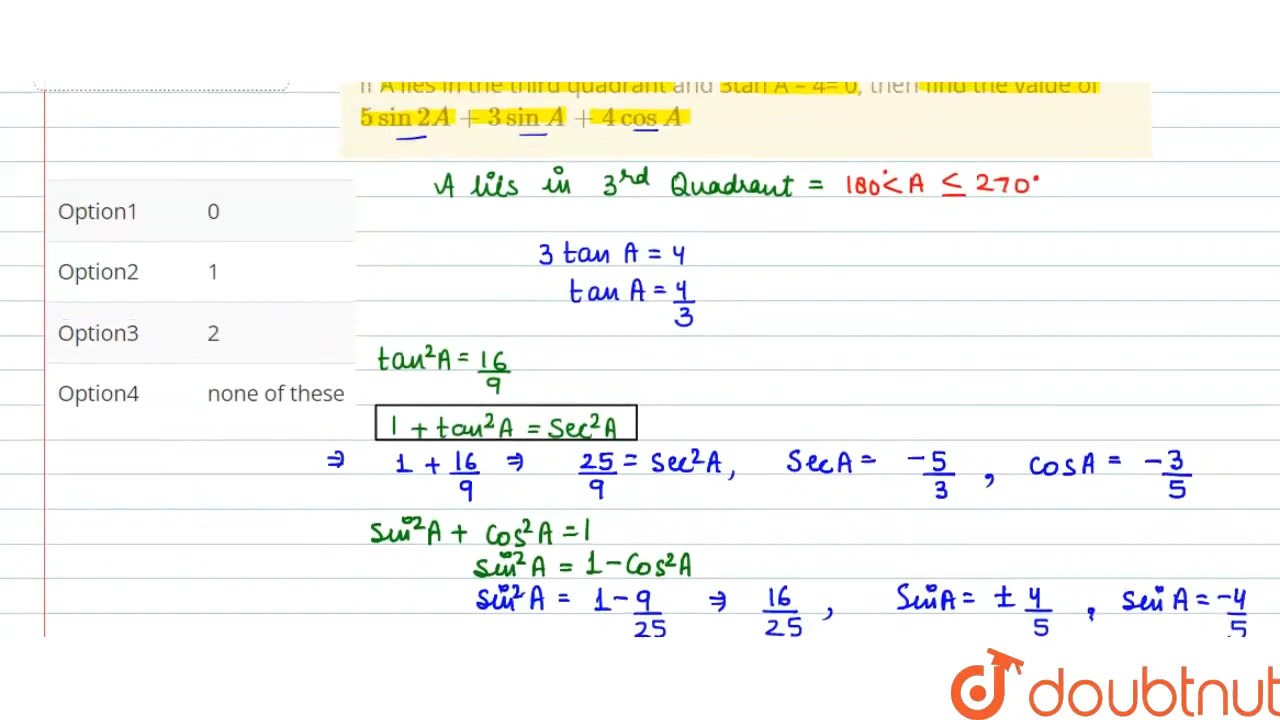 If A lies in the third quadrant and 3tan A – 4= 0, then find the value of
5 sin 2A + 3 sin A + 4 cos A
A lies in 3rd Quadrant = 180°< A ≤ 270°
Option1 0
Option2 1
Option3 2
Option4 none of these
3 tan A = 4
tan A = 4/3
tan²A = 16/9
1 + tan²A = Sec²A
⇒ 1 + 16/9 ⇒ 25/9 = Sec²A, SecA = -5/3, cosA = -3/5
Sin²A + Cos²A = 1
Sin²A = 1 - Cos²A
Sin²A = 1 - 9/25 ⇒ 16/25, SinA = ± 4/5, Sin A = -4/5
doubtnut